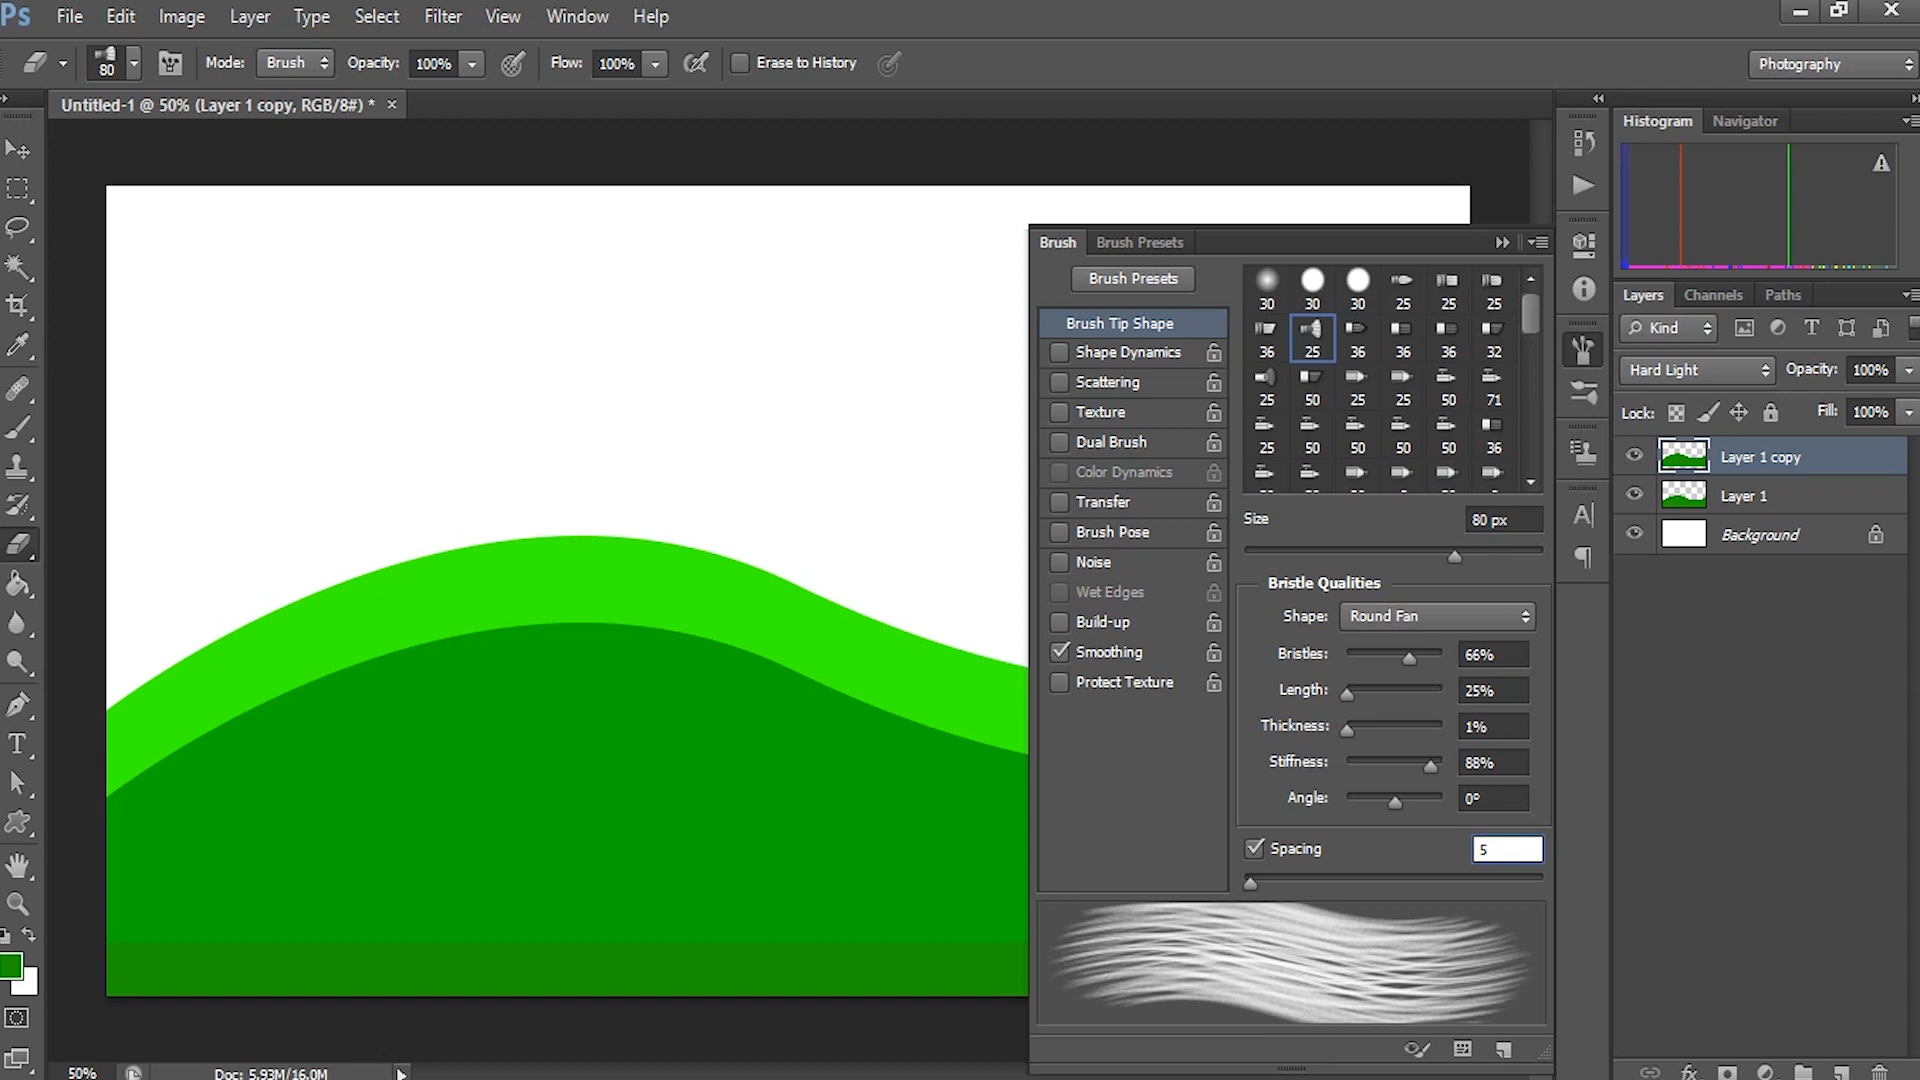 Ps File Edit Image Layer Type Select Filter View Window Help
80 Mode: Brush Opacity: 100% Flow: 100% Erase to History Photography
Untitled-1 @ 50% (Layer 1 copy, RGB/8#) * ×
Histogram Navigator
Brush Brush Presets
Brush Presets
30 30 30 25 25 25
36 25 36 36 36 32
25 50 25 25 50 71
25 50 50 50 50 36
Brush Tip Shape
Shape Dynamics
Scattering
Texture
Dual Brush
Color Dynamics
Transfer
Brush Pose
Noise
Wet Edges
Build-up
Smoothing
Protect Texture
Size 80 px
Bristle Qualities
Shape: Round Fan
Bristles: 66%
Length: 25%
Thickness: 1%
Stiffness: 88%
Angle: 0°
Spacing 5
Layers Channels Paths
Kind
Hard Light Opacity: 100%
Lock: Fill: 100%
Layer 1 copy
Layer 1
Background
50% Doc: 5.93M/16.0M